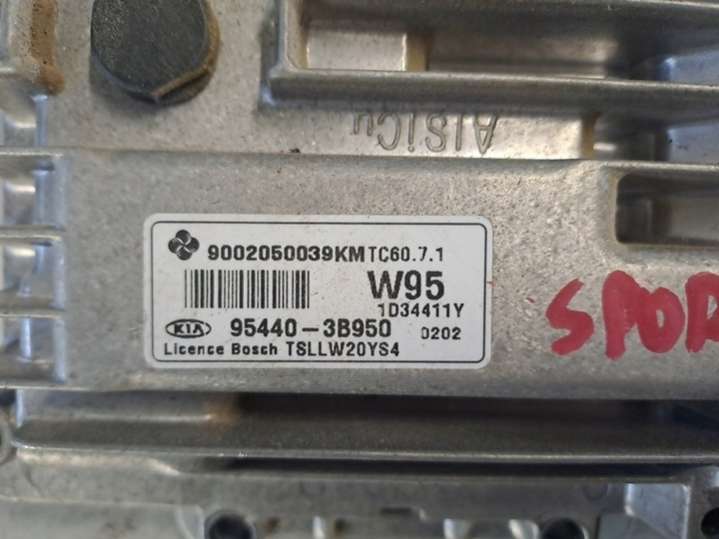 AlSiCu
9002050039KM TC60.7.1
W95
1D34411Y
KIA 95440-3B950 0202
Licence Bosch TSLLW20YS4
SPOR